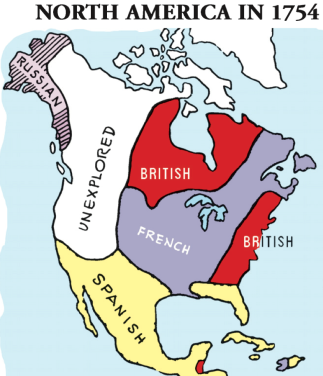 NORTH AMERICA IN 1754
RUSSIAN
UNEXPLORED
BRITISH
FRENCH
BRITISH
SPANISH